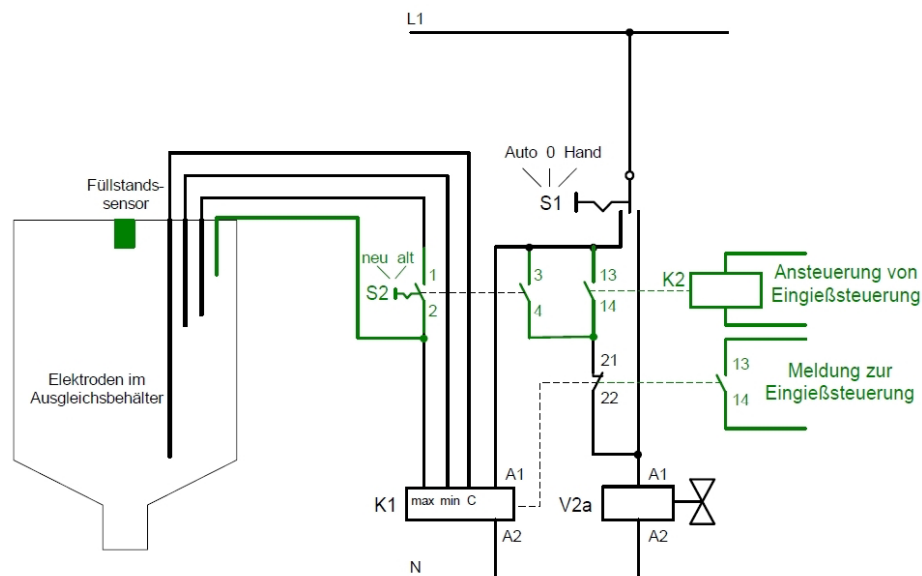 L1
Auto 0 Hand
S1
Füllstands-
sensor
neu alt
S2
1
2
3
4
13
14
K2
Ansteuerung von
Eingießsteuerung
21
22
13
14
Meldung zur
Eingießsteuerung
Elektroden im
Ausgleichsbehälter
K1
max min C
A1
A2
V2a
A1
A2
N